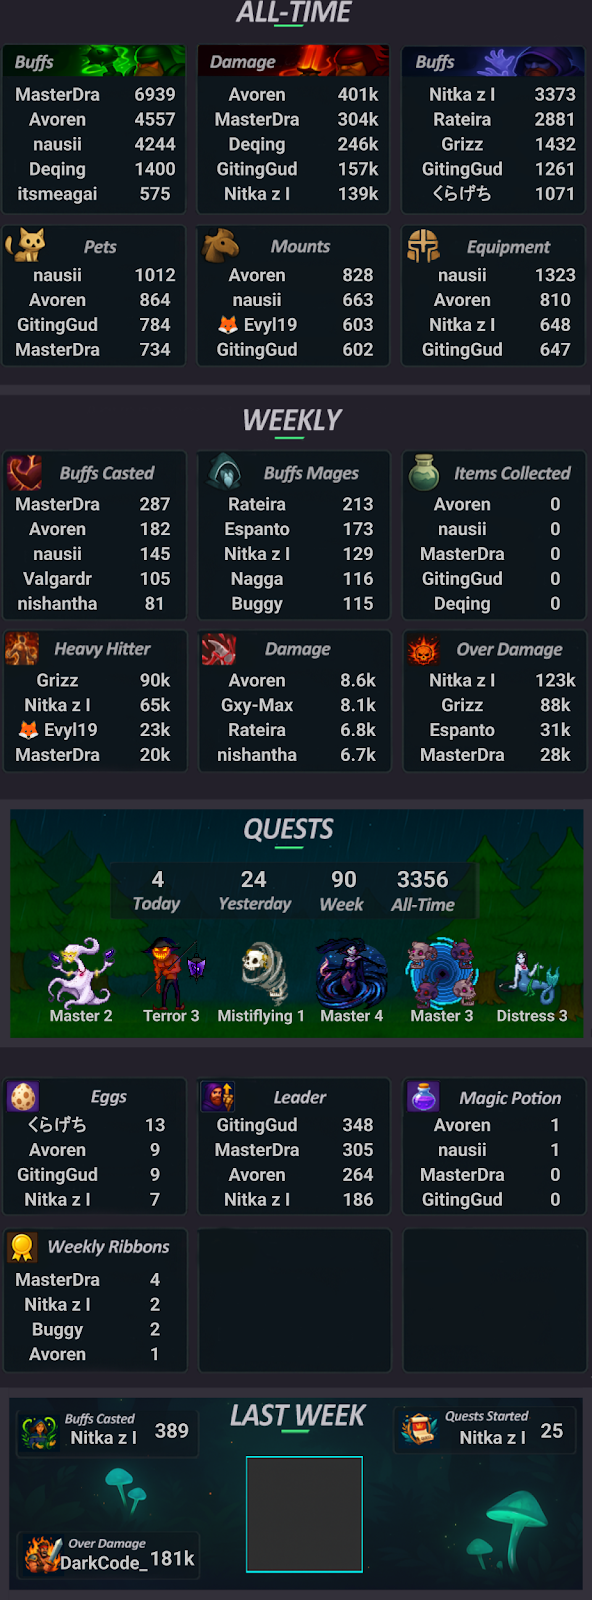 ALL-TIME
Buffs
MasterDra 6939
Avoren 4557
nausii 4244
Deqing 1400
itsmeagai 575
Damage
Avoren 401k
MasterDra 304k
Deqing 246k
GitingGud 157k
Nitka z l 139k
Buffs
Nitka z l 3373
Rateira 2881
Grizz 1432
GitingGud 1261
くらげち 1071
Pets
nausii 1012
Avoren 864
GitingGud 784
MasterDra 734
Mounts
Avoren 828
nausii 663
🦊 Evyl19 603
GitingGud 602
Equipment
nausii 1323
Avoren 810
Nitka z l 648
GitingGud 647
WEEKLY
Buffs Casted
MasterDra 287
Avoren 182
nausii 145
Valgardr 105
nishantha 81
Buffs Mages
Rateira 213
Espanto 173
Nitka z l 129
Nagga 116
Buggy 115
Items Collected
Avoren 0
nausii 0
MasterDra 0
GitingGud 0
Deqing 0
Heavy Hitter
Grizz 90k
Nitka z l 65k
🦊 Evyl19 23k
MasterDra 20k
Damage
Avoren 8.6k
Gxy-Max 8.1k
Rateira 6.8k
nishantha 6.7k
Over Damage
Nitka z l 123k
Grizz 88k
Espanto 31k
MasterDra 28k
QUESTS
4 24 90 3356
Today Yesterday Week All-Time
Master 2 Terror 3 Mistiflying 1 Master 4 Master 3 Distress 3
Eggs
くらげち 13
Avoren 9
GitingGud 9
Nitka z l 7
Leader
GitingGud 348
MasterDra 305
Avoren 264
Nitka z l 186
Magic Potion
Avoren 1
nausii 1
MasterDra 0
GitingGud 0
Weekly Ribbons
MasterDra 4
Nitka z l 2
Buggy 2
Avoren 1
LAST WEEK
Buffs Casted
Nitka z l 389
Quests Started
Nitka z l 25
Over Damage
DarkCode_ 181k